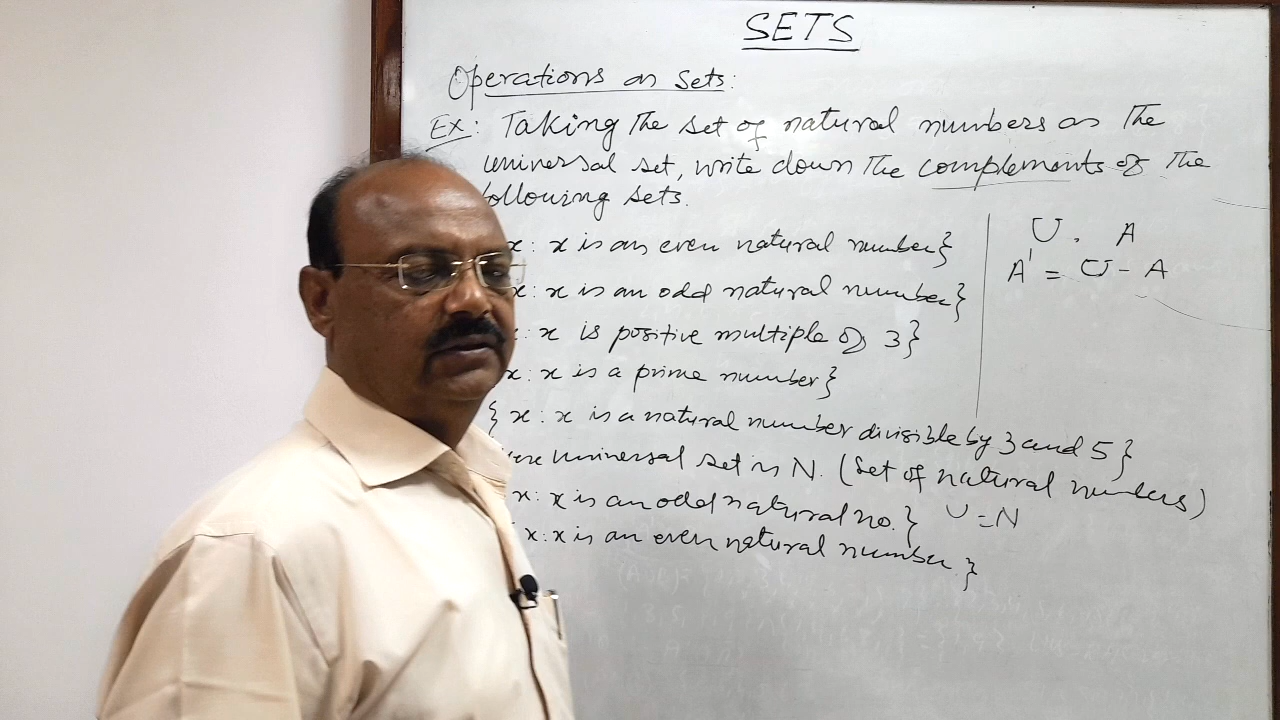 SETS
Operations on Sets:
Ex: Taking the set of natural numbers as the
universal set, write down the complements of the
following sets.
x: x is an even natural number}
U. A
A' = U - A
x: x is an odd natural number}
: x is positive multiple of 3}
x: x is a prime number}
{x: x is a natural number divisible by 3 and 5}
universal set is N. (Set of natural numbers)
x: x is an odd natural no.} U=N
x: x is an even natural number}